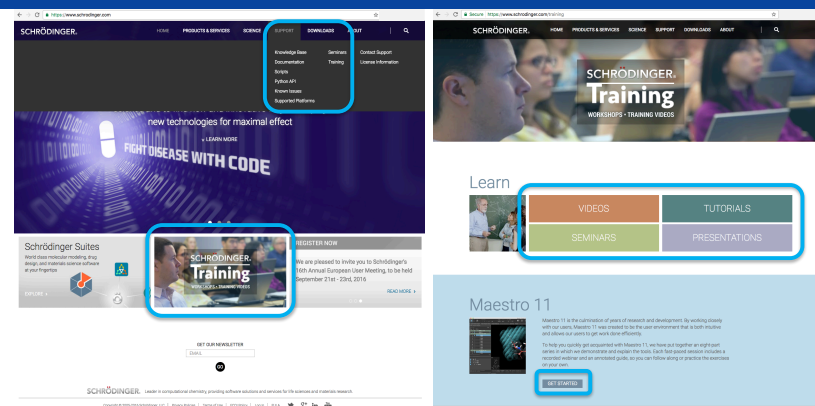 https://www.schrodinger.com
SCHRÖDINGER.
HOME PRODUCTS & SERVICES SCIENCE SUPPORT DOWNLOADS ABOUT
Knowledge Base Seminars Contact Support
Documentation Training License Information
Scripts
Python API
Known Issues
Supported Platforms
new technologies for maximal effect
LEARN MORE
FIGHT DISEASE WITH CODE
Schrödinger Suites
World class molecular modeling, drug
design, and materials science software
at your fingertips
EXPLORE >
SCHRÖDINGER.
Training
WORKSHOPS • TRAINING VIDEOS
REGISTER NOW
We are pleased to invite you to Schrödinger's
16th Annual European User Meeting, to be held
September 21st - 23rd, 2016
READ MORE >
GET OUR NEWSLETTER
EMAIL
GO
SCHRÖDINGER. Leader in computational chemistry, providing software solutions and services for life sciences and materials research.
Secure https://www.schrodinger.com/training
SCHRÖDINGER.
HOME PRODUCTS & SERVICES SCIENCE SUPPORT DOWNLOADS ABOUT
SCHRÖDINGER.
Training
WORKSHOPS • TRAINING VIDEOS
Learn
VIDEOS TUTORIALS
SEMINARS PRESENTATIONS
Maestro 11
Maestro 11 is the culmination of years of research and development. By working closely
with our users, Maestro 11 was created to be the user environment that is both intuitive
and allows our users to get work done efficiently.
To help you quickly get acquainted with Maestro 11, we have put together an eight-part
series in which we demonstrate and explain the tools. Each fast-paced session includes a
recorded webinar and an annotated guide, so you can follow along or practice the exercises
on your own.
GET STARTED